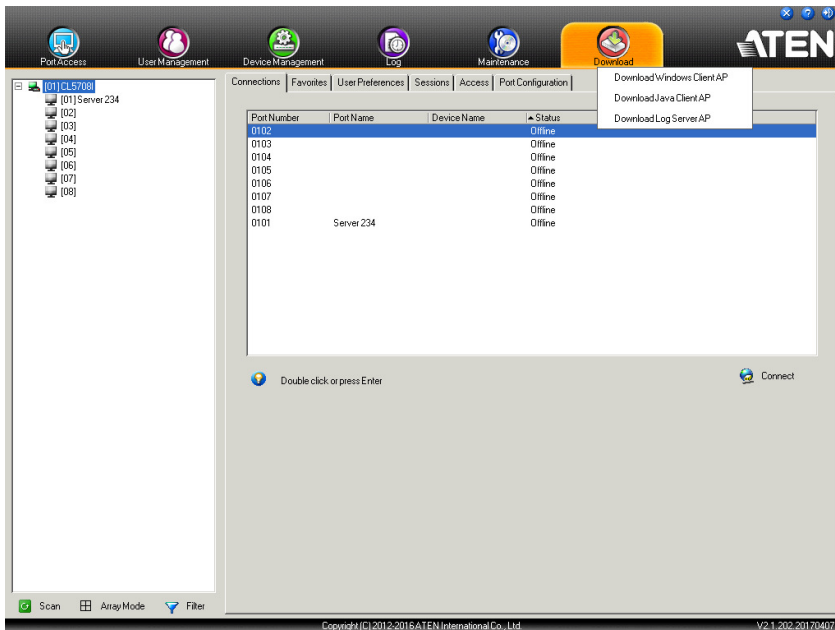 ATEN
PortAccess User Management Device Management Log Maintenance Download
Download Windows Client AP
Download Java Client AP
Download Log Server AP
[01]CL5708I
[01]Server 234
[02]
[03]
[04]
[05]
[06]
[07]
[08]
Connections Favorites User Preferences Sessions Access Port Configuration
Port Number Port Name Device Name Status
0102 Offline
0103 Offline
0104 Offline
0105 Offline
0106 Offline
0107 Offline
0108 Offline
0101 Server 234 Offline
Double click or press Enter
Connect
Scan Array Mode Filter
Copyright (C) 2012-2016 ATEN International Co., Ltd. V2.1.202.20170407